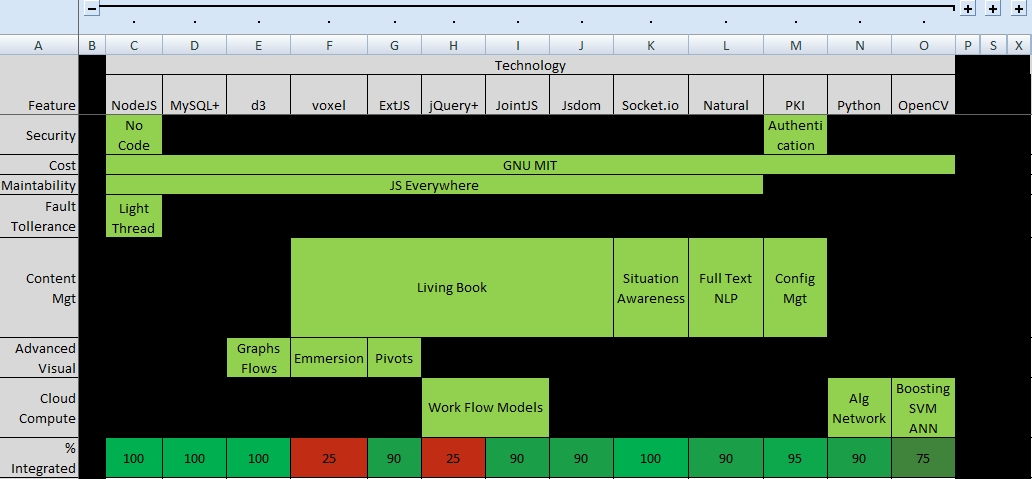 − + + +
A B C D E F G H I J K L M N O P S X
Technology
Feature NodeJS MySQL+ d3 voxel ExtJS jQuery+ JointJS Jsdom Socket.io Natural PKI Python OpenCV
Security
No
Code
Authenti
cation
Cost
GNU MIT
Maintability
JS Everywhere
Fault
Tollerance
Light
Thread
Content
Mgt
Living Book
Situation
Awareness
Full Text
NLP
Config
Mgt
Advanced
Visual
Graphs
Flows
Emmersion
Pivots
Cloud
Compute
Work Flow Models
Alg
Network
Boosting
SVM
ANN
%
Integrated
100 100 100 25 90 25 90 90 100 90 95 90 75